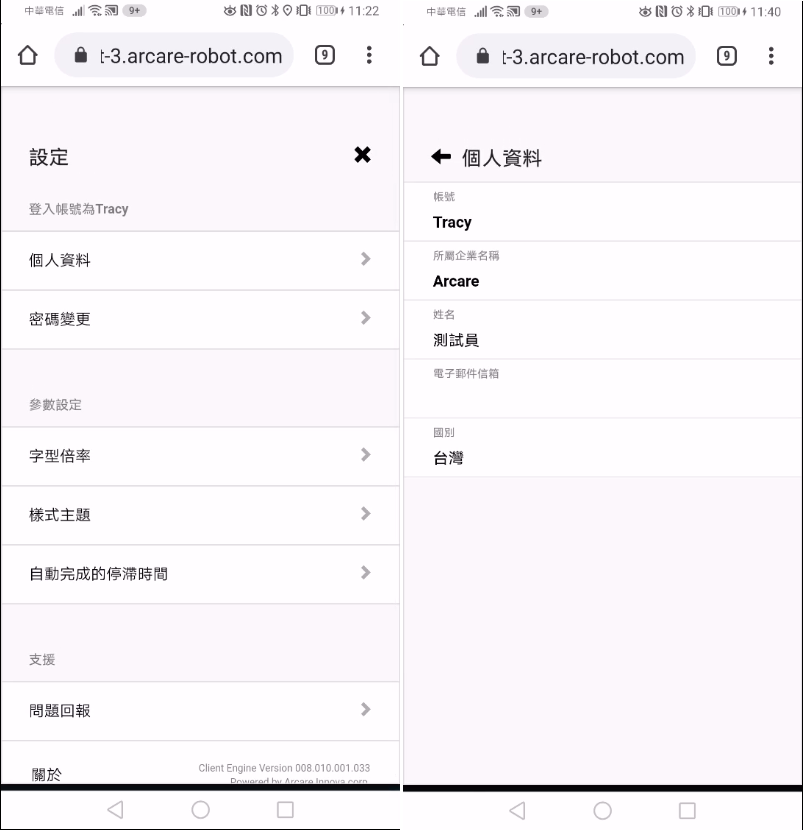 中華電信 9+ 100 11:22
t-3.arcare-robot.com 9
設定
登入帳號為Tracy
個人資料
密碼變更
參數設定
字型倍率
樣式主題
自動完成的停滯時間
支援
問題回報
關於
Client Engine Version 008.010.001.033
Powered by Arcare Innova corp
中華電信 9+ 100 11:40
t-3.arcare-robot.com 9
個人資料
帳號
Tracy
所屬企業名稱
Arcare
姓名
測試員
電子郵件信箱
國別
台灣